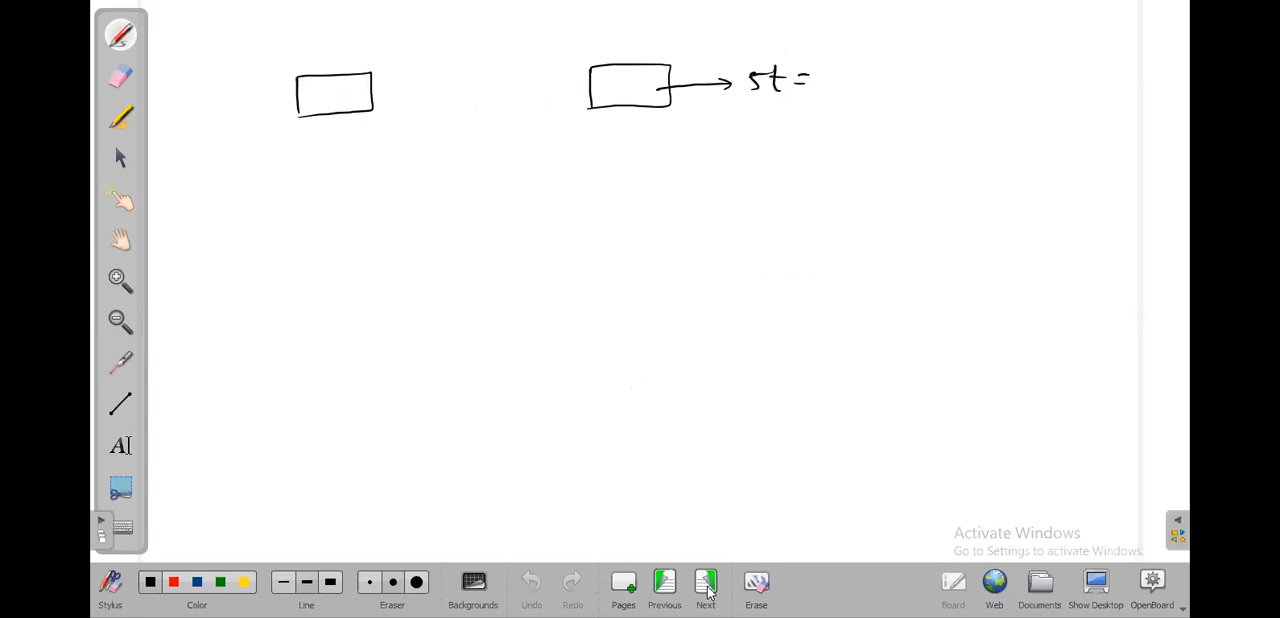 st =
A
Activate Windows
Go to Settings to activate Windows.
Stylus
Color
Line
Eraser
Backgrounds
Undo
Redo
Pages
Previous
Next
Erase
Board
Web
Documents
Show Desktop
OpenBoard